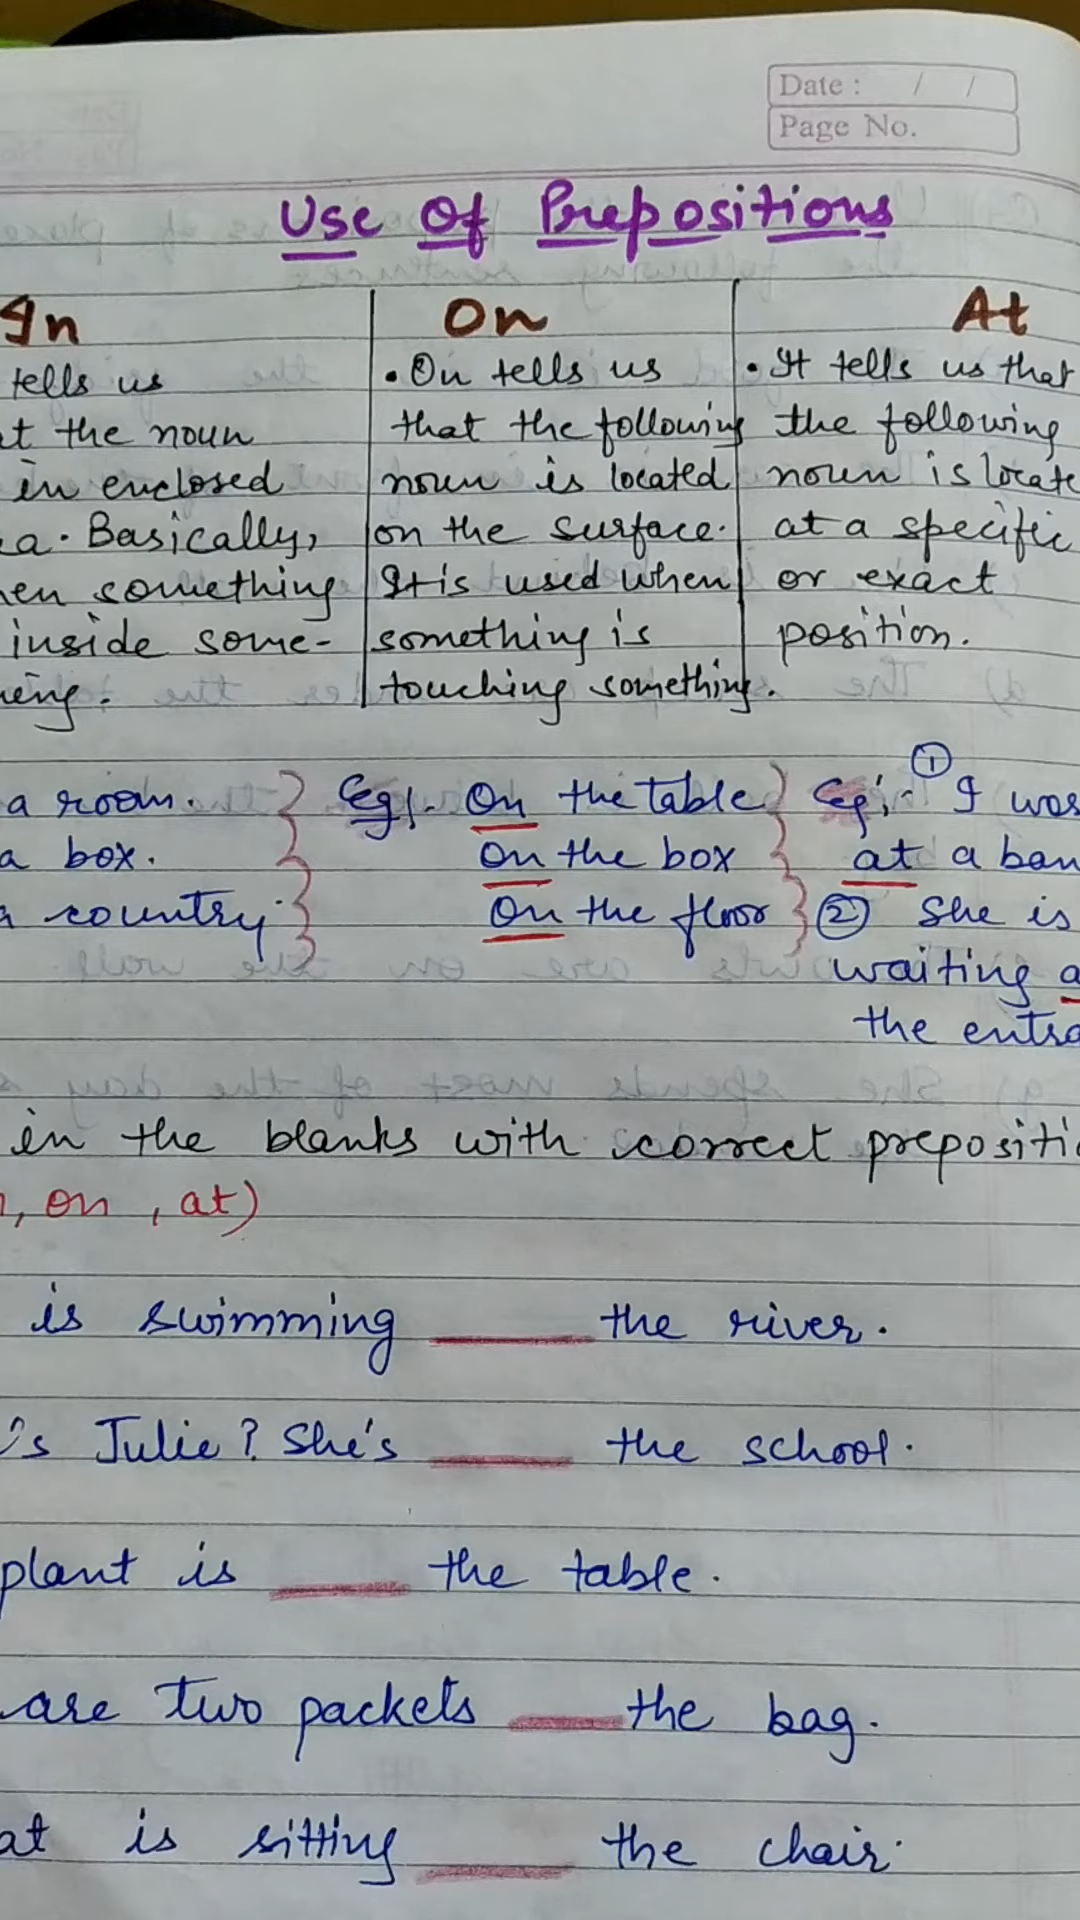 Date : / /
Page No.
Use Of Prepositions
In On At
tells us
at the noun
in enclosed
a. Basically,
en something
inside some-
ing.
• On tells us
that the following
noun is located
on the surface.
It is used when
something is
touching something.
• It tells us that
the following
noun is locate
at a specific
or exact
position.
a room.
a box.
a country.
Eg:- On the table
On the box
On the floor
Eg:- ① I was
at a ban
② She is
waiting a
the entra
in the blanks with correct prepositi
n, on, at)
is swimming ____ the river.
's Julie? She's ____ the school.
plant is ____ the table.
are two packets ____ the bag.
at is sitting ____ the chair.